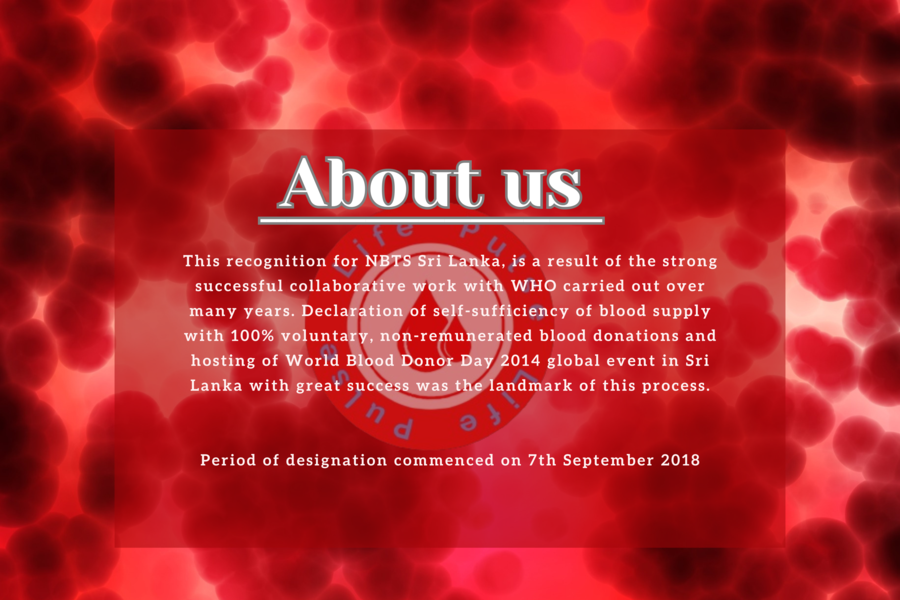 About us
This recognition for NBTS Sri Lanka, is a result of the strong
successful collaborative work with WHO carried out over
many years. Declaration of self-sufficiency of blood supply
with 100% voluntary, non-remunerated blood donations and
hosting of World Blood Donor Day 2014 global event in Sri
Lanka with great success was the landmark of this process.
Period of designation commenced on 7th September 2018
Life Pulse
Life Pulse